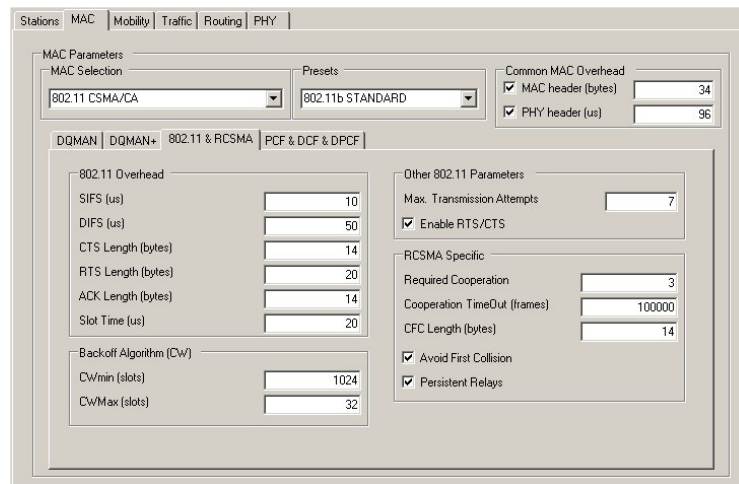 Stations MAC Mobility Traffic Routing PHY
MAC Parameters
MAC Selection
802.11 CSMA/CA
Presets
802.11b STANDARD
Common MAC Overhead
MAC header (bytes) 34
PHY header (us) 96
DQMAN DQMAN+ 802.11 & RCSMA PCF & DCF & DPCF
802.11 Overhead
SIFS (us) 10
DIFS (us) 50
CTS Length (bytes) 14
RTS Length (bytes) 20
ACK Length (bytes) 14
Slot Time (us) 20
Backoff Algorithm (CW)
CWmin (slots) 1024
CWMax (slots) 32
Other 802.11 Parameters
Max. Transmission Attempts 7
Enable RTS/CTS
RCSMA Specific
Required Cooperation 3
Cooperation TimeOut (frames) 100000
CFC Length (bytes) 14
Avoid First Collision
Persistent Relays